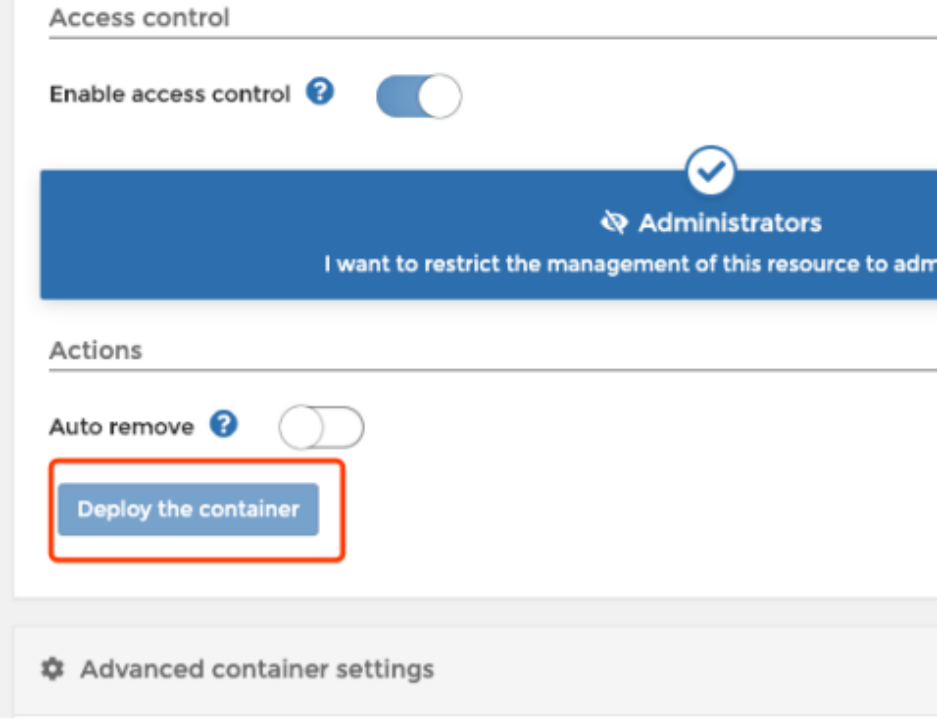 Access control
Enable access control ?
Administrators
I want to restrict the management of this resource to adm
Actions
Auto remove ?
Deploy the container
Advanced container settings